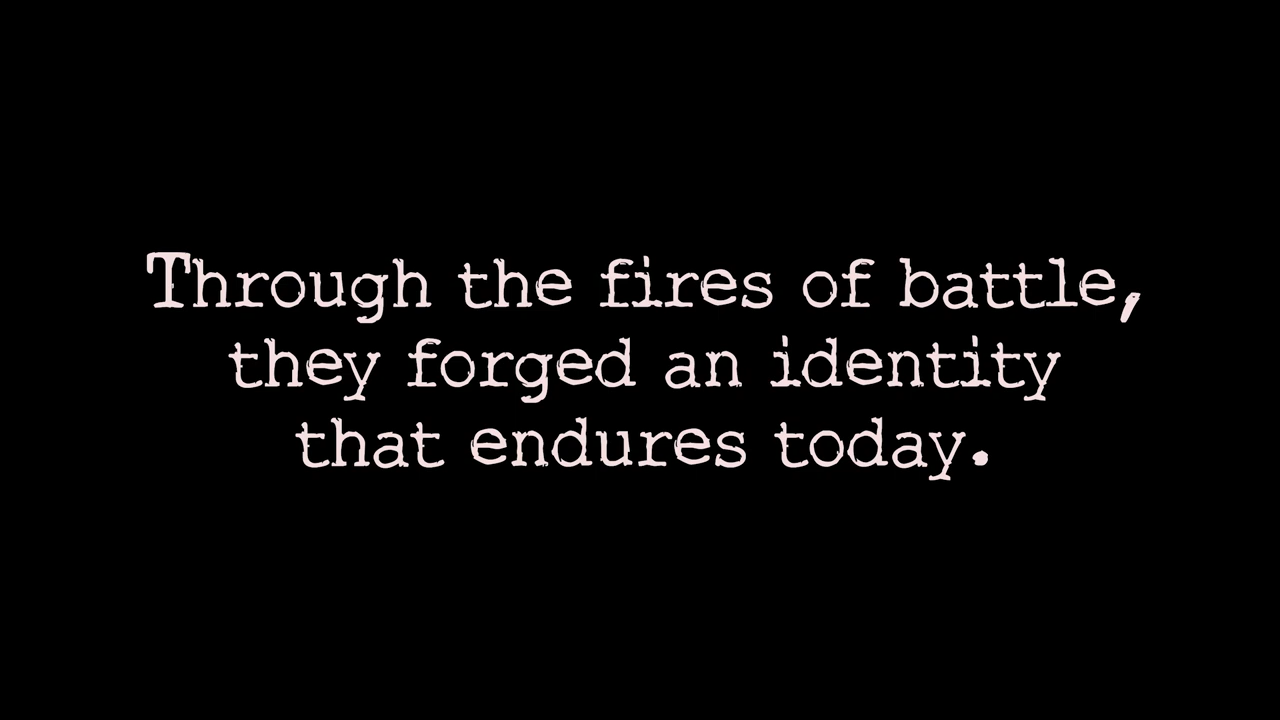 Through the fires of battle,
they forged an identity
that endures today.